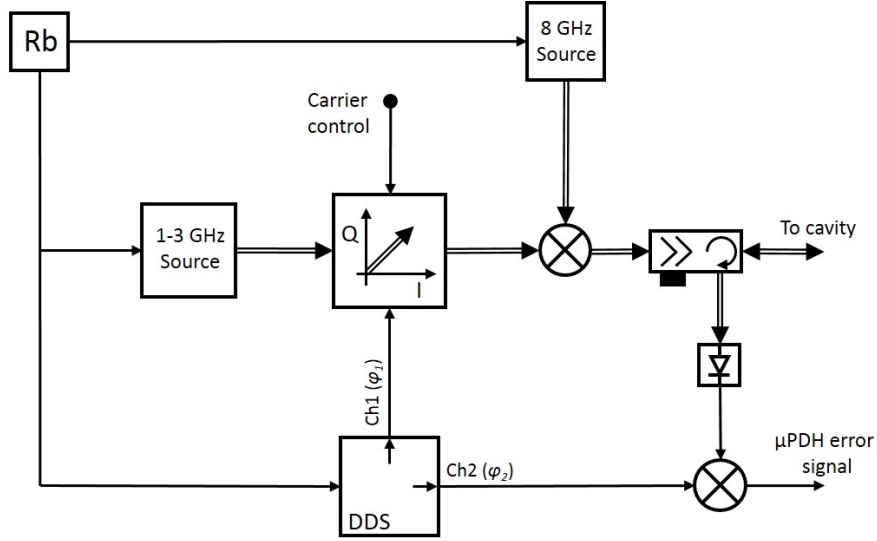 Rb
8 GHz
Source
Carrier
control
1-3 GHz
Source
Q
I
To cavity
Ch1 (φ₁)
Ch2 (φ₂)
DDS
μPDH error
signal